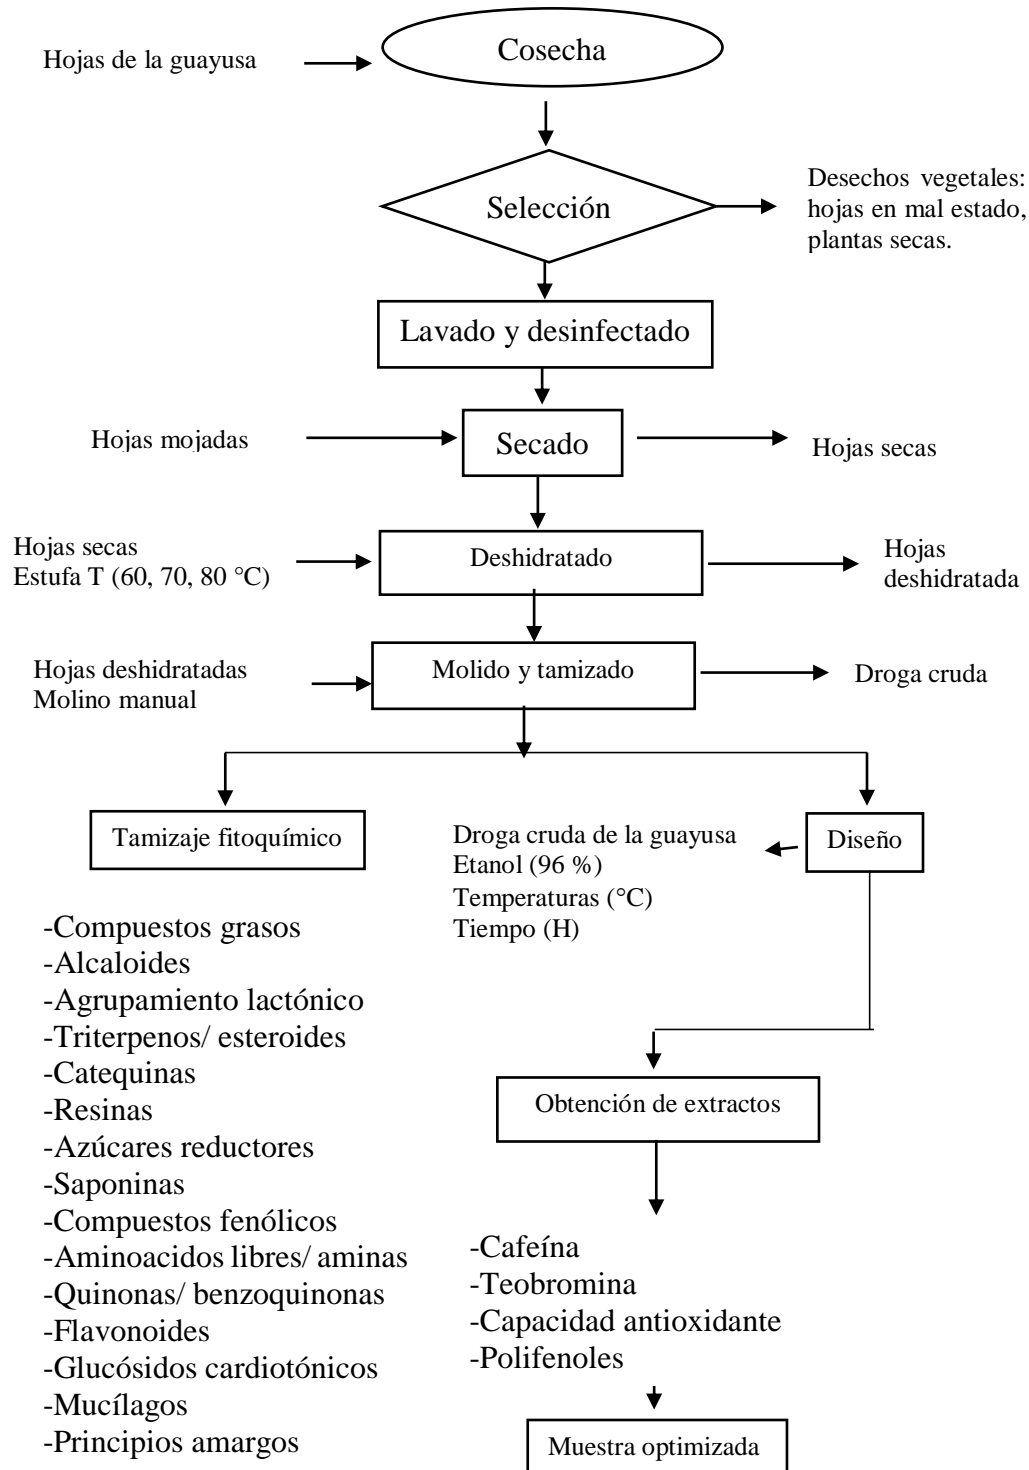 Hojas de la guayusa
Cosecha
Selección
Desechos vegetales:
hojas en mal estado,
plantas secas.
Lavado y desinfectado
Hojas mojadas
Secado
Hojas secas
Hojas secas
Estufa T (60, 70, 80 °C)
Deshidratado
Hojas
deshidratada
Hojas deshidratadas
Molino manual
Molido y tamizado
Droga cruda
Tamizaje fitoquímico
Droga cruda de la guayusa
Etanol (96 %)
Temperaturas (°C)
Tiempo (H)
Diseño
-Compuestos grasos
-Alcaloides
-Agrupamiento lactónico
-Triterpenos/ esteroides
-Catequinas
-Resinas
-Azúcares reductores
-Saponinas
-Compuestos fenólicos
-Aminoacidos libres/ aminas
-Quinonas/ benzoquinonas
-Flavonoides
-Glucósidos cardiotónicos
-Mucílagos
-Principios amargos
Obtención de extractos
-Cafeína
-Teobromina
-Capacidad antioxidante
-Polifenoles
Muestra optimizada